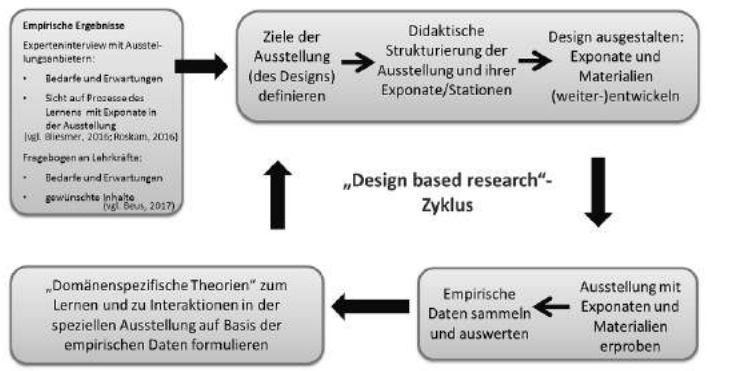 Empirische Ergebnisse
Experteninterview mit Ausstel-
lungsanbietern:
• Bedarfe und Erwartungen
• Sicht auf Prozesse des
Lernens mit Exponate in
der Ausstellung
(vgl. Bliesmer, 2016; Roskam, 2016)
Fragebogen an Lehrkräfte:
• Bedarfe und Erwartungen
• gewünschte Inhalte
(vgl. Beus, 2017)
Ziele der
Ausstellung
(des Designs)
definieren
Didaktische
Strukturierung der
Ausstellung und ihrer
Exponate/Stationen
Design ausgestalten:
Exponate und
Materialien
(weiter-)entwickeln
„Design based research“-
Zyklus
Ausstellung mit
Exponaten und
Materialien
erproben
Empirische
Daten sammeln
und auswerten
„Domänenspezifische Theorien“ zum
Lernen und zu Interaktionen in der
speziellen Ausstellung auf Basis der
empirischen Daten formulieren